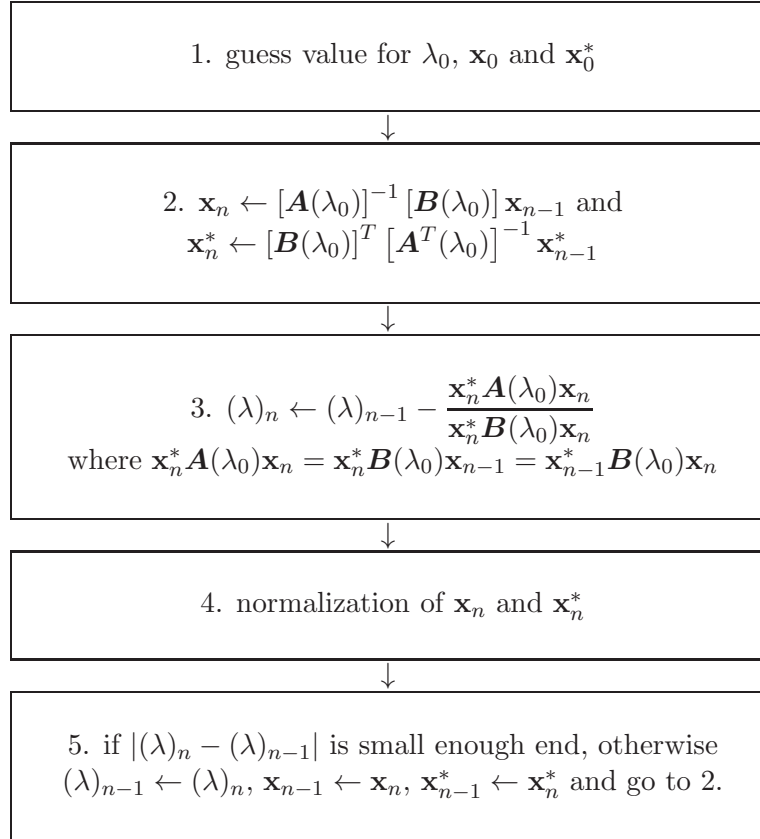 1. guess value for λ₀, x₀ and x₀*
↓
2. xₙ ← [A(λ₀)]⁻¹ [B(λ₀)] xₙ₋₁ and
xₙ* ← [B(λ₀)]ᵀ [Aᵀ(λ₀)]⁻¹ xₙ₋₁*
↓
3. (λ)ₙ ← (λ)ₙ₋₁ - \frac{xₙ* A(λ₀)xₙ}{xₙ* B(λ₀)xₙ}
where xₙ* A(λ₀)xₙ = xₙ* B(λ₀)xₙ₋₁ = xₙ₋₁* B(λ₀)xₙ
↓
4. normalization of xₙ and xₙ*
↓
5. if |(λ)ₙ − (λ)ₙ₋₁| is small enough end, otherwise
(λ)ₙ₋₁ ← (λ)ₙ, xₙ₋₁ ← xₙ, xₙ₋₁* ← xₙ* and go to 2.